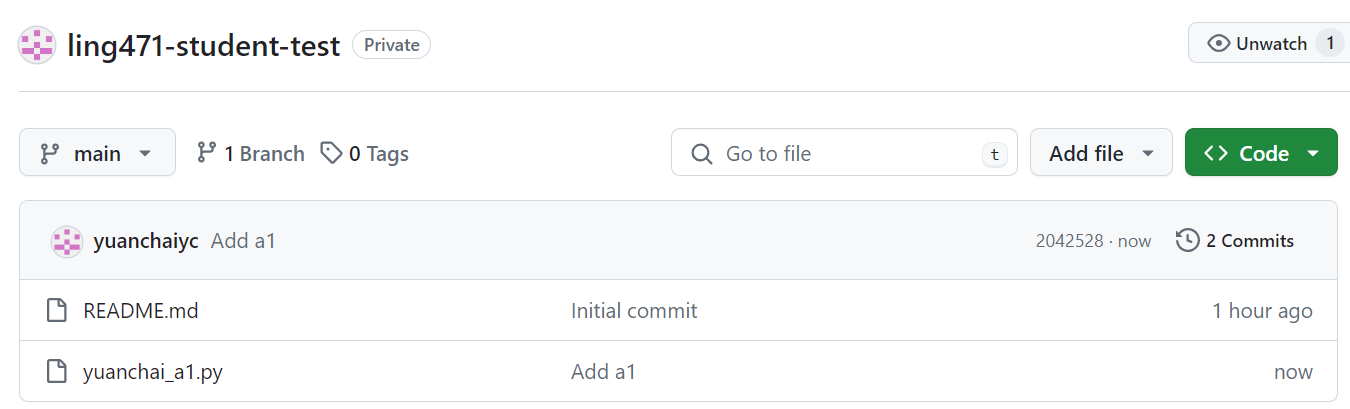 ling471-student-test Private Unwatch 1
main 1 Branch 0 Tags Go to file t Add file Code
yuanchaiyc Add a1 2042528 · now 2 Commits
README.md Initial commit 1 hour ago
yuanchai_a1.py Add a1 now